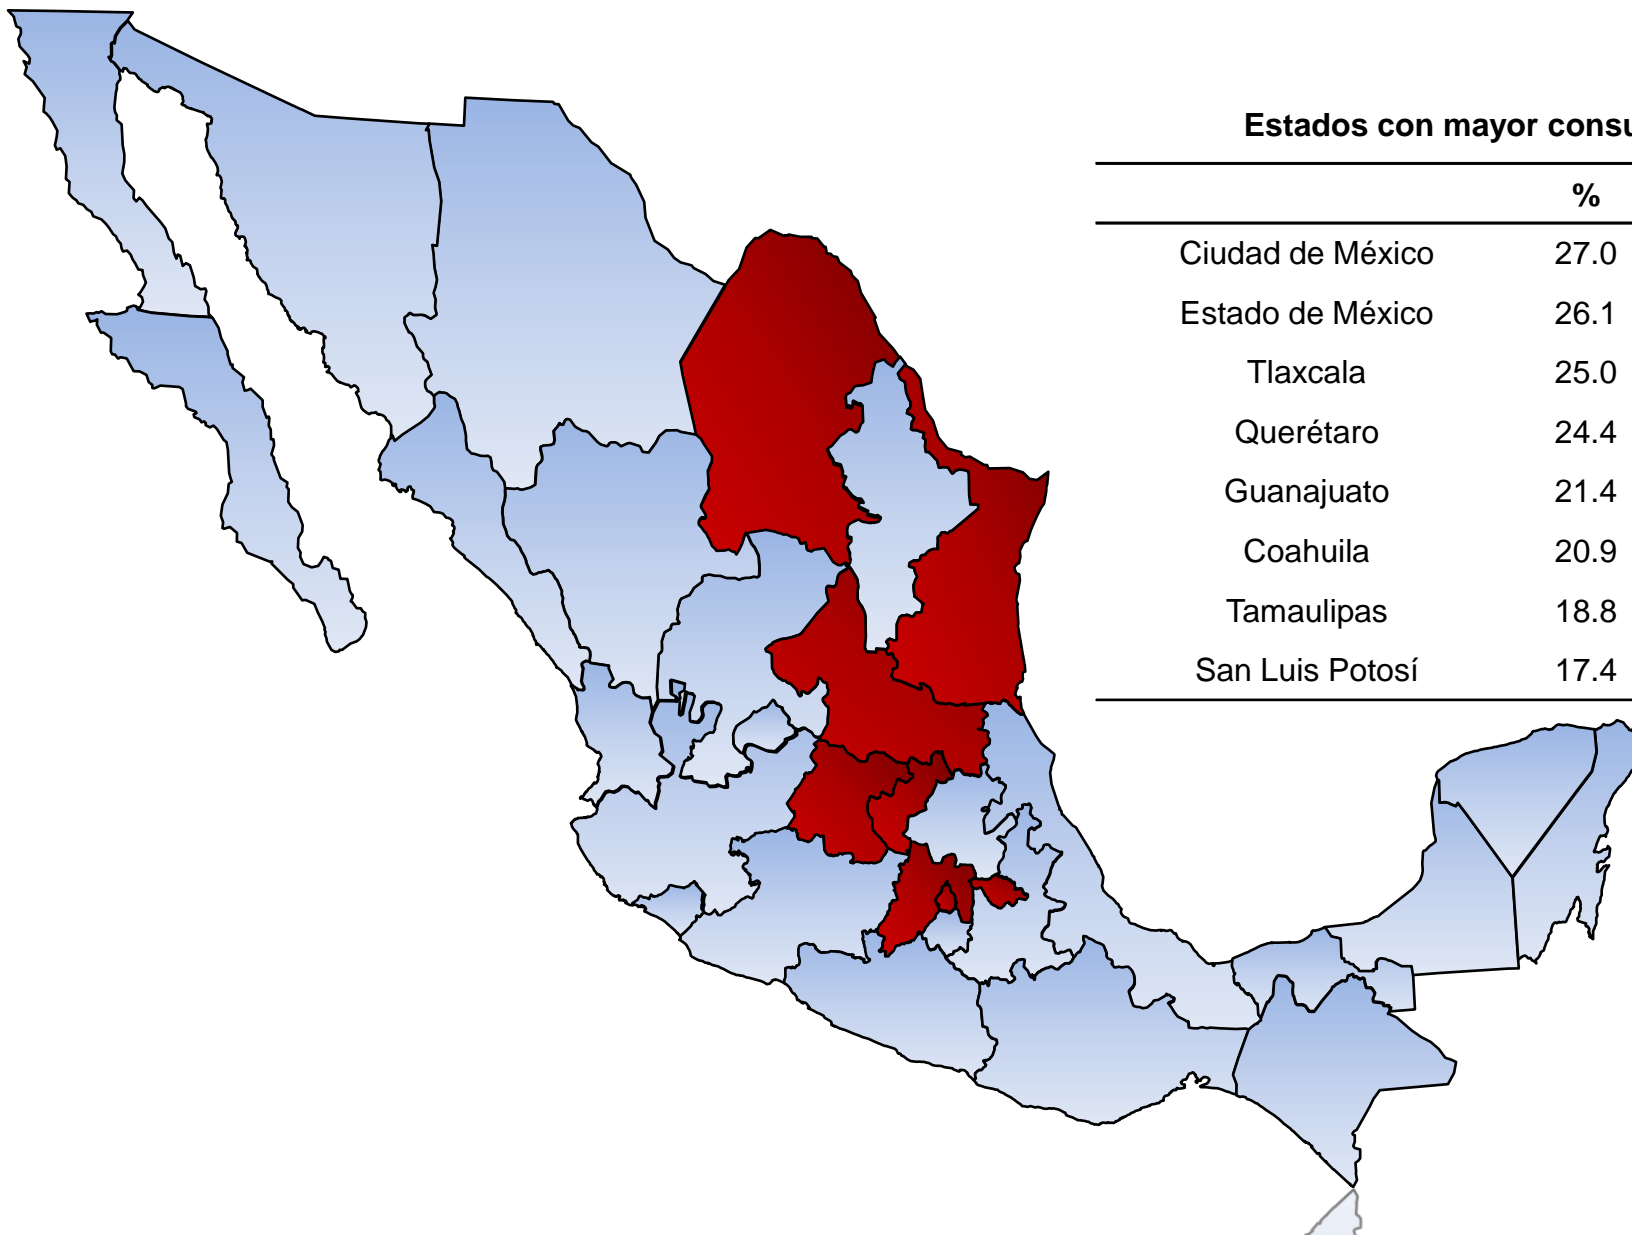 Estados con mayor
%
Ciudad de México 27.0
Estado de México 26.1
Tlaxcala 25.0
Querétaro 24.4
Guanajuato 21.4
Coahuila 20.9
Tamaulipas 18.8
San Luis Potosí 17.4